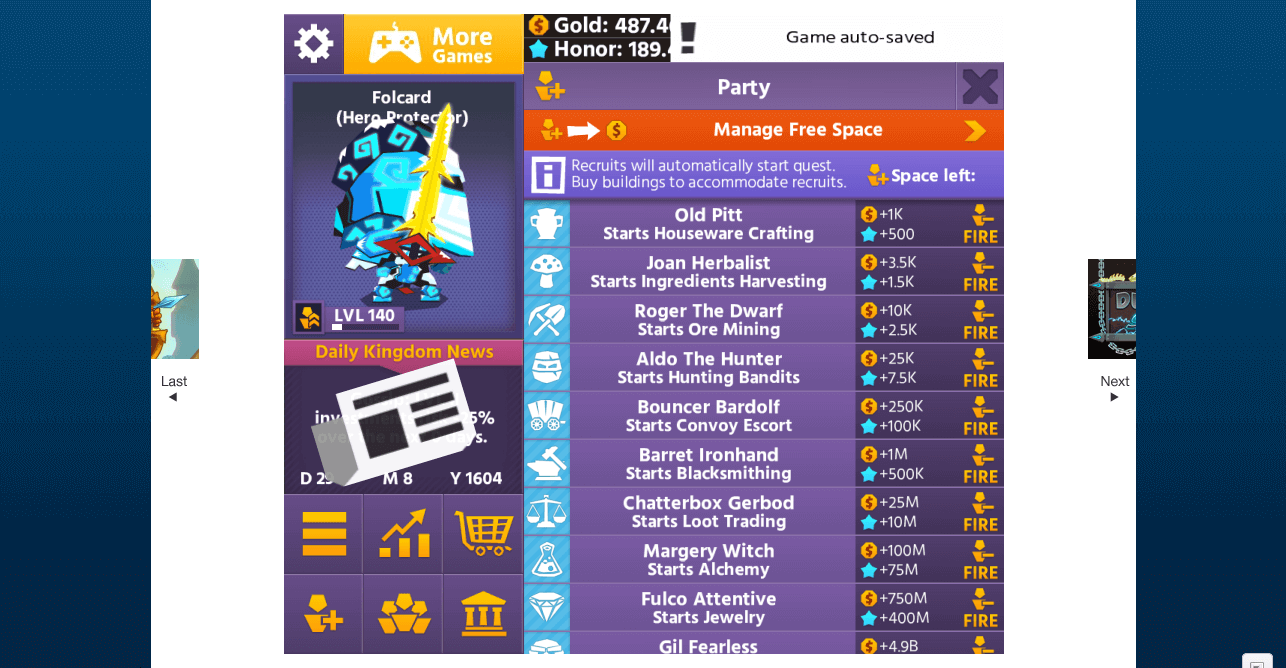 More
Games
Gold: 487.4
Honor: 189.
Game auto-saved
Folcard
(Hero Protector)
LVL 140
Daily Kingdom News
5%
over the next days.
D 2
M 8
Y 1604
Party
Manage Free Space
Recruits will automatically start quest.
Buy buildings to accommodate recruits.
Space left:
Old Pitt
Starts Houseware Crafting
+1K
+500
FIRE
Joan Herbalist
Starts Ingredients Harvesting
+3.5K
+1.5K
FIRE
Roger The Dwarf
Starts Ore Mining
+10K
+2.5K
FIRE
Aldo The Hunter
Starts Hunting Bandits
+25K
+7.5K
FIRE
Bouncer Bardolf
Starts Convoy Escort
+250K
+100K
FIRE
Barret Ironhand
Starts Blacksmithing
+1M
+500K
FIRE
Chatterbox Gerbod
Starts Loot Trading
+25M
+10M
FIRE
Margery Witch
Starts Alchemy
+100M
+75M
FIRE
Fulco Attentive
Starts Jewelry
+750M
+400M
FIRE
Gil Fearless
+4.9B
Last
Next